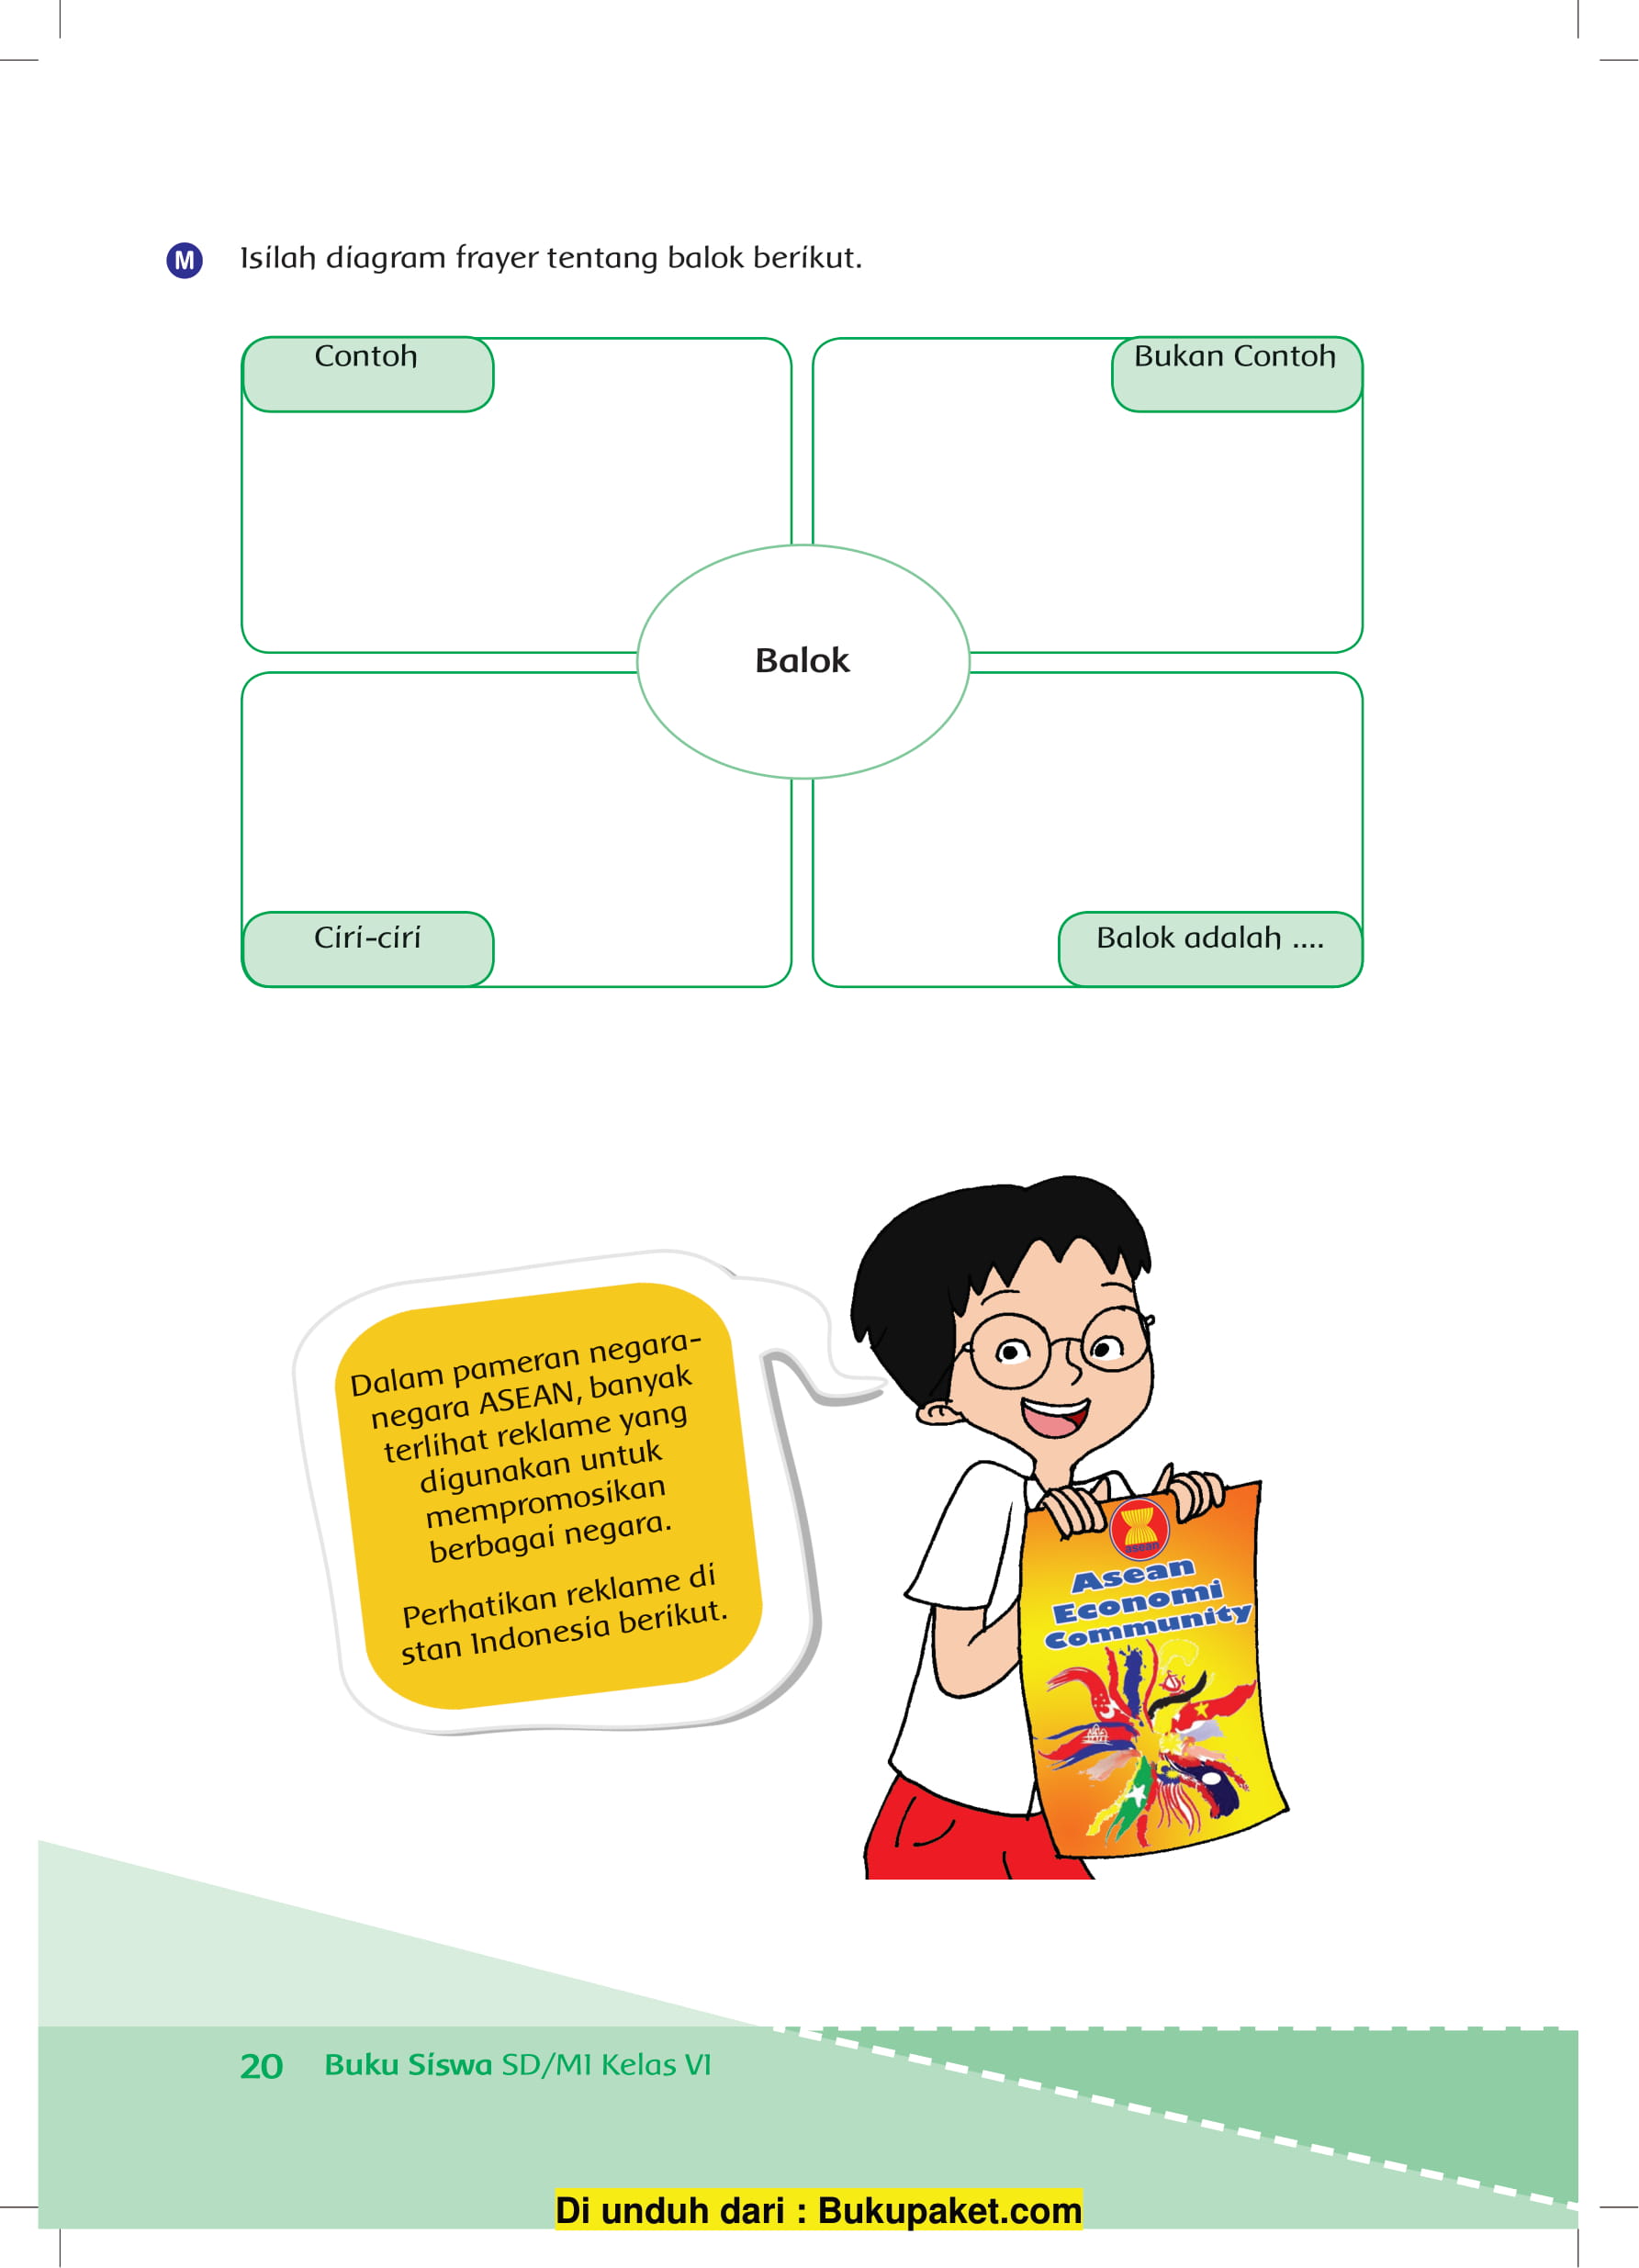 M Isilah diagram frayer tentang balok berikut.
Contoh
Bukan Contoh
Balok
Ciri-ciri
Balok adalah ....
Dalam pameran negara-
negara ASEAN, banyak
terlihat reklame yang
digunakan untuk
mempromosikan
berbagai negara.
Perhatikan reklame di
stan Indonesia berikut.
asean
Asean
Economi
Community
20 Buku Siswa SD/MI Kelas VI
Di unduh dari : Bukupaket.com